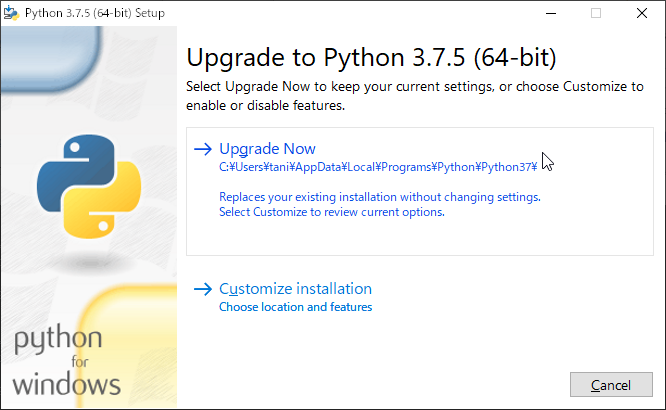 Python 3.7.5 (64-bit) Setup
Upgrade to Python 3.7.5 (64-bit)
Select Upgrade Now to keep your current settings, or choose Customize to
enable or disable features.
Upgrade Now
C:¥Users¥tani¥AppData¥Local¥Programs¥Python¥Python37¥
Replaces your existing installation without changing settings.
Select Customize to review current options.
Customize installation
Choose location and features
python
for
windows
Cancel